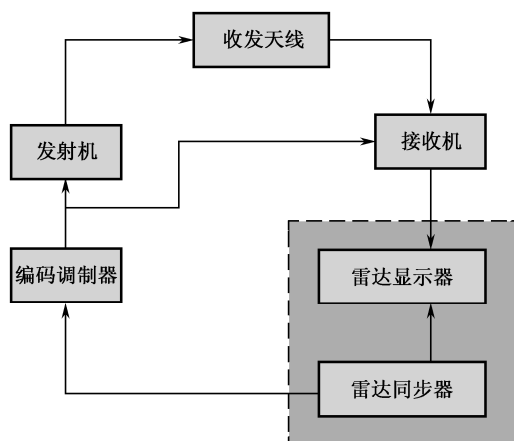 收发天线
发射机
接收机
编码调制器
雷达显示器
雷达同步器